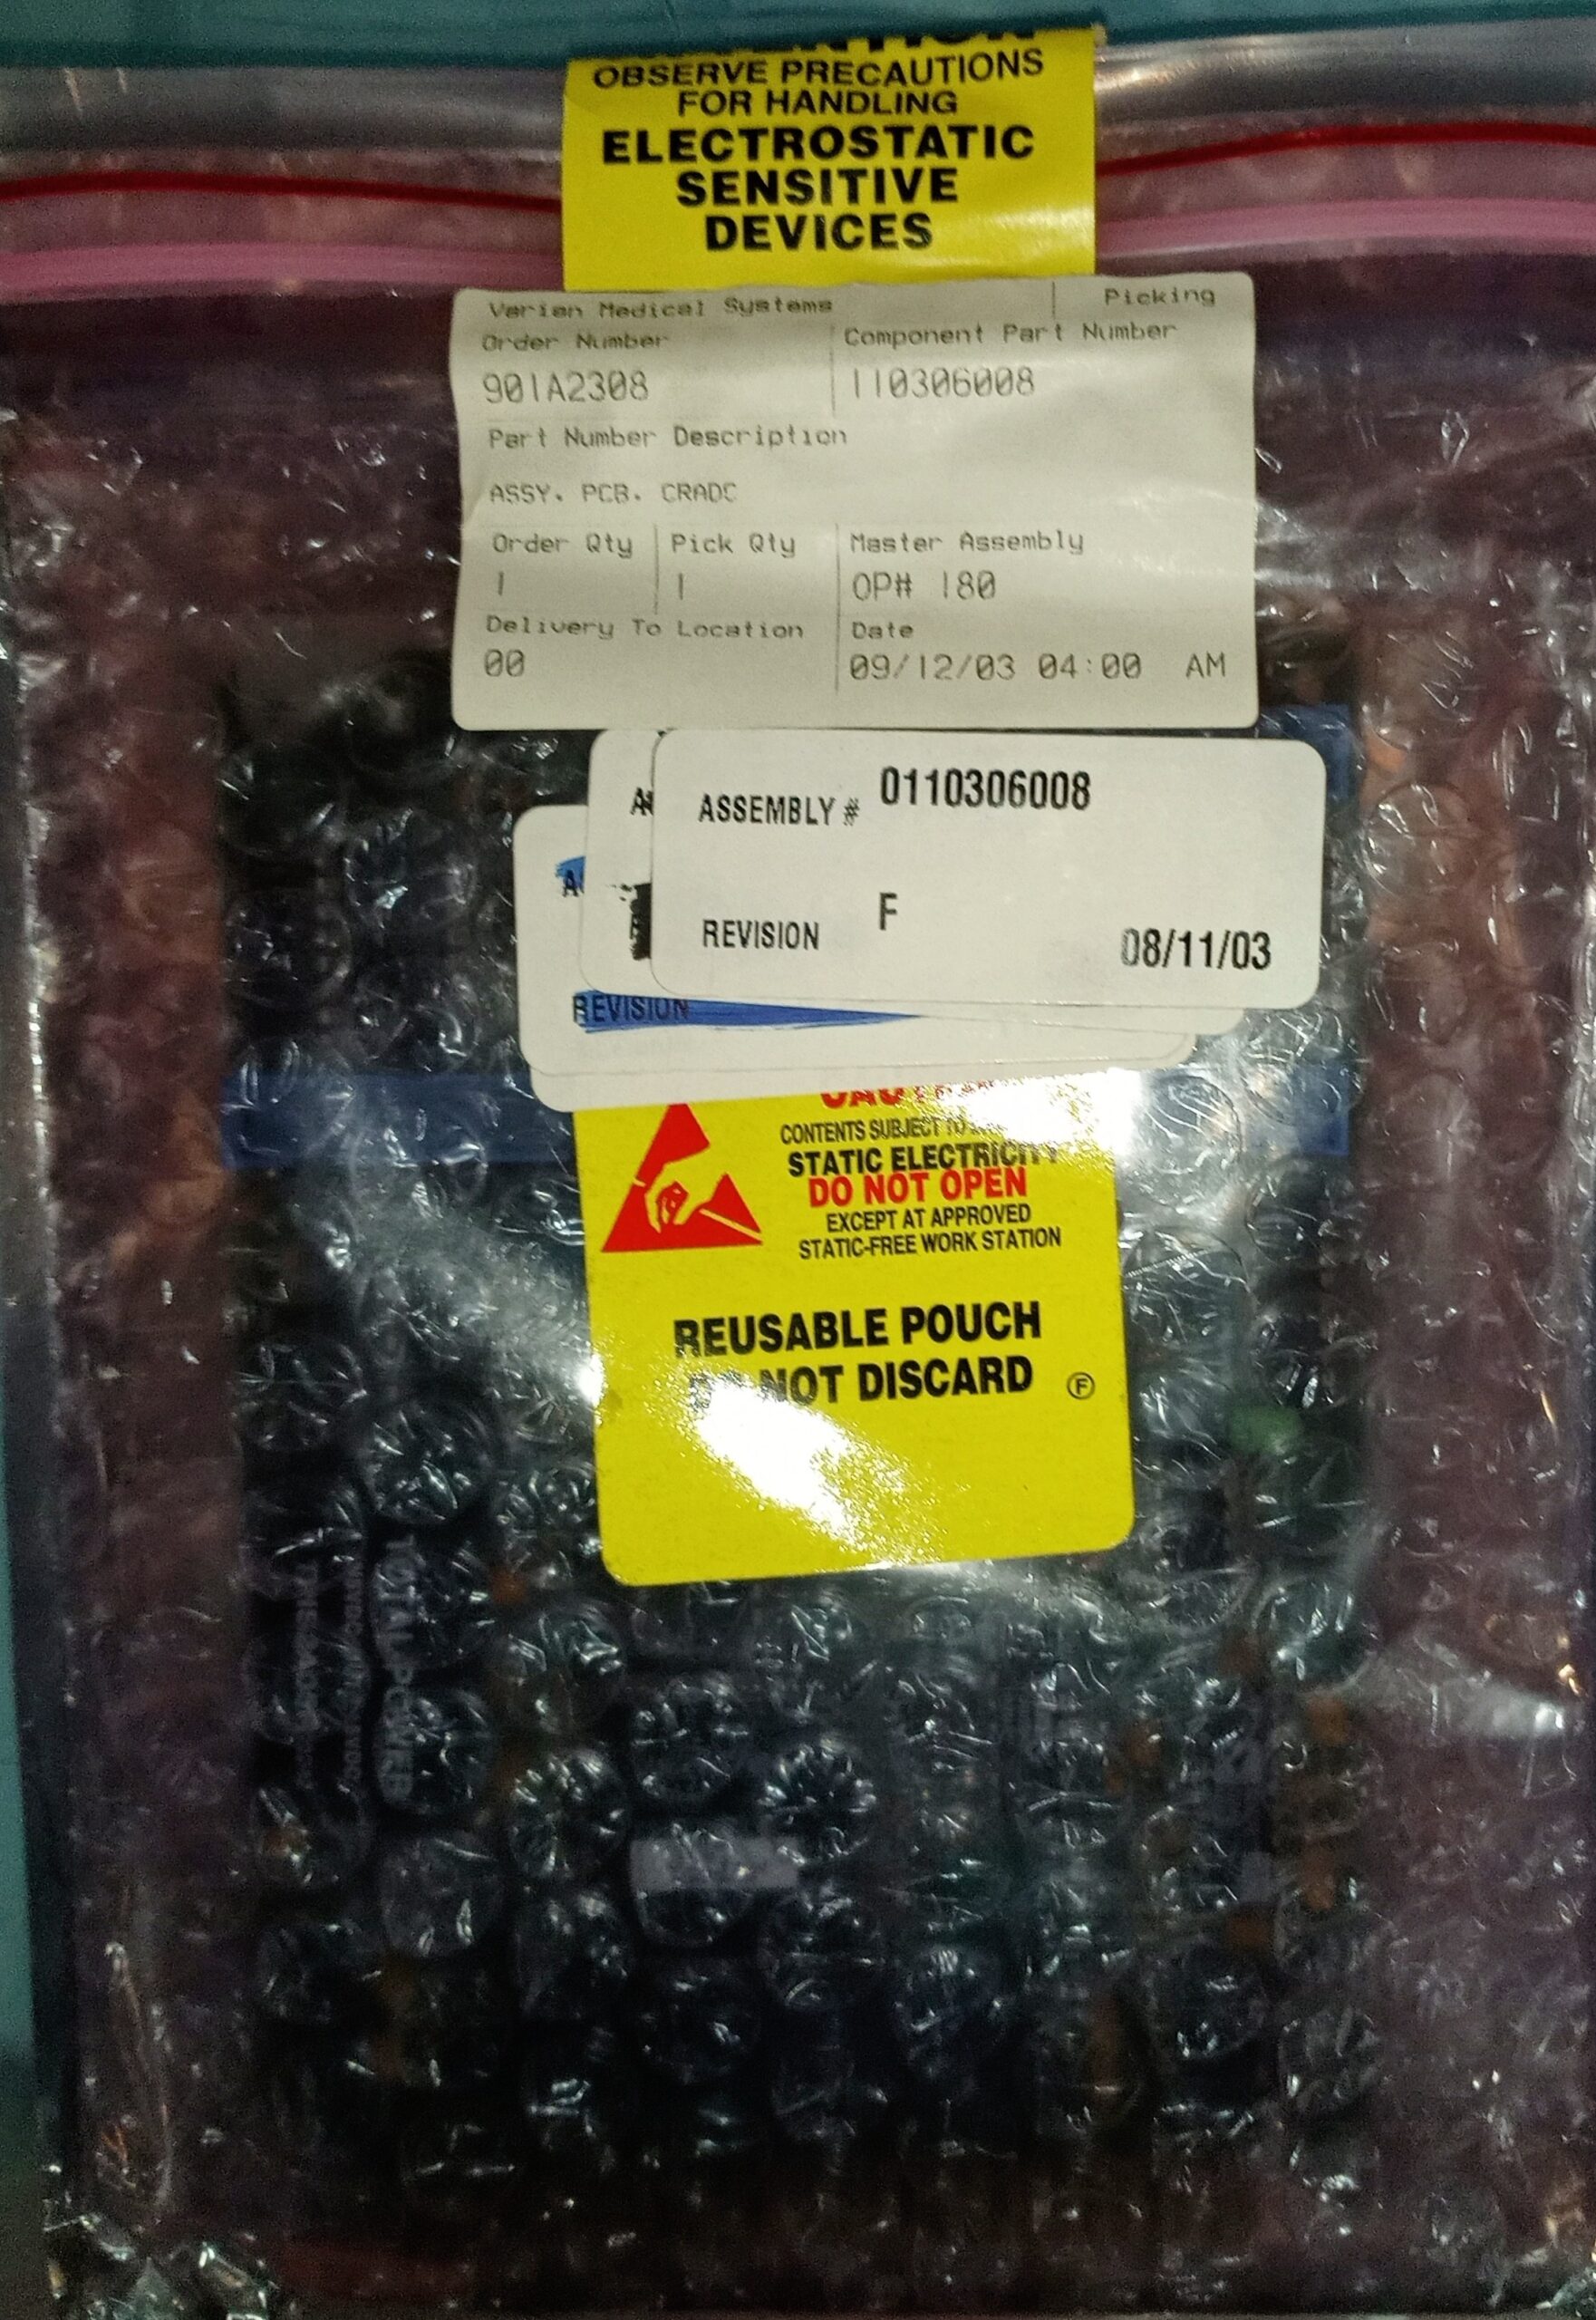 OBSERVE PRECAUTIONS
FOR HANDLING
ELECTROSTATIC
SENSITIVE
DEVICES
Varian Medical Systems Picking
Order Number Component Part Number
901A2308 110306008
Part Number Description
ASSY. PCB. CRADC
Order Qty Pick Qty Master Assembly
1 1 OP# 180
Delivery To Location Date
00 09/12/03 04:00 AM
ASSEMBLY # 0110306008
REVISION F 08/11/03
REVISION
CONTENTS SUBJECT TO
STATIC ELECTRICITY
DO NOT OPEN
EXCEPT AT APPROVED
STATIC-FREE WORK STATION
REUSABLE POUCH
DO NOT DISCARD Ⓕ